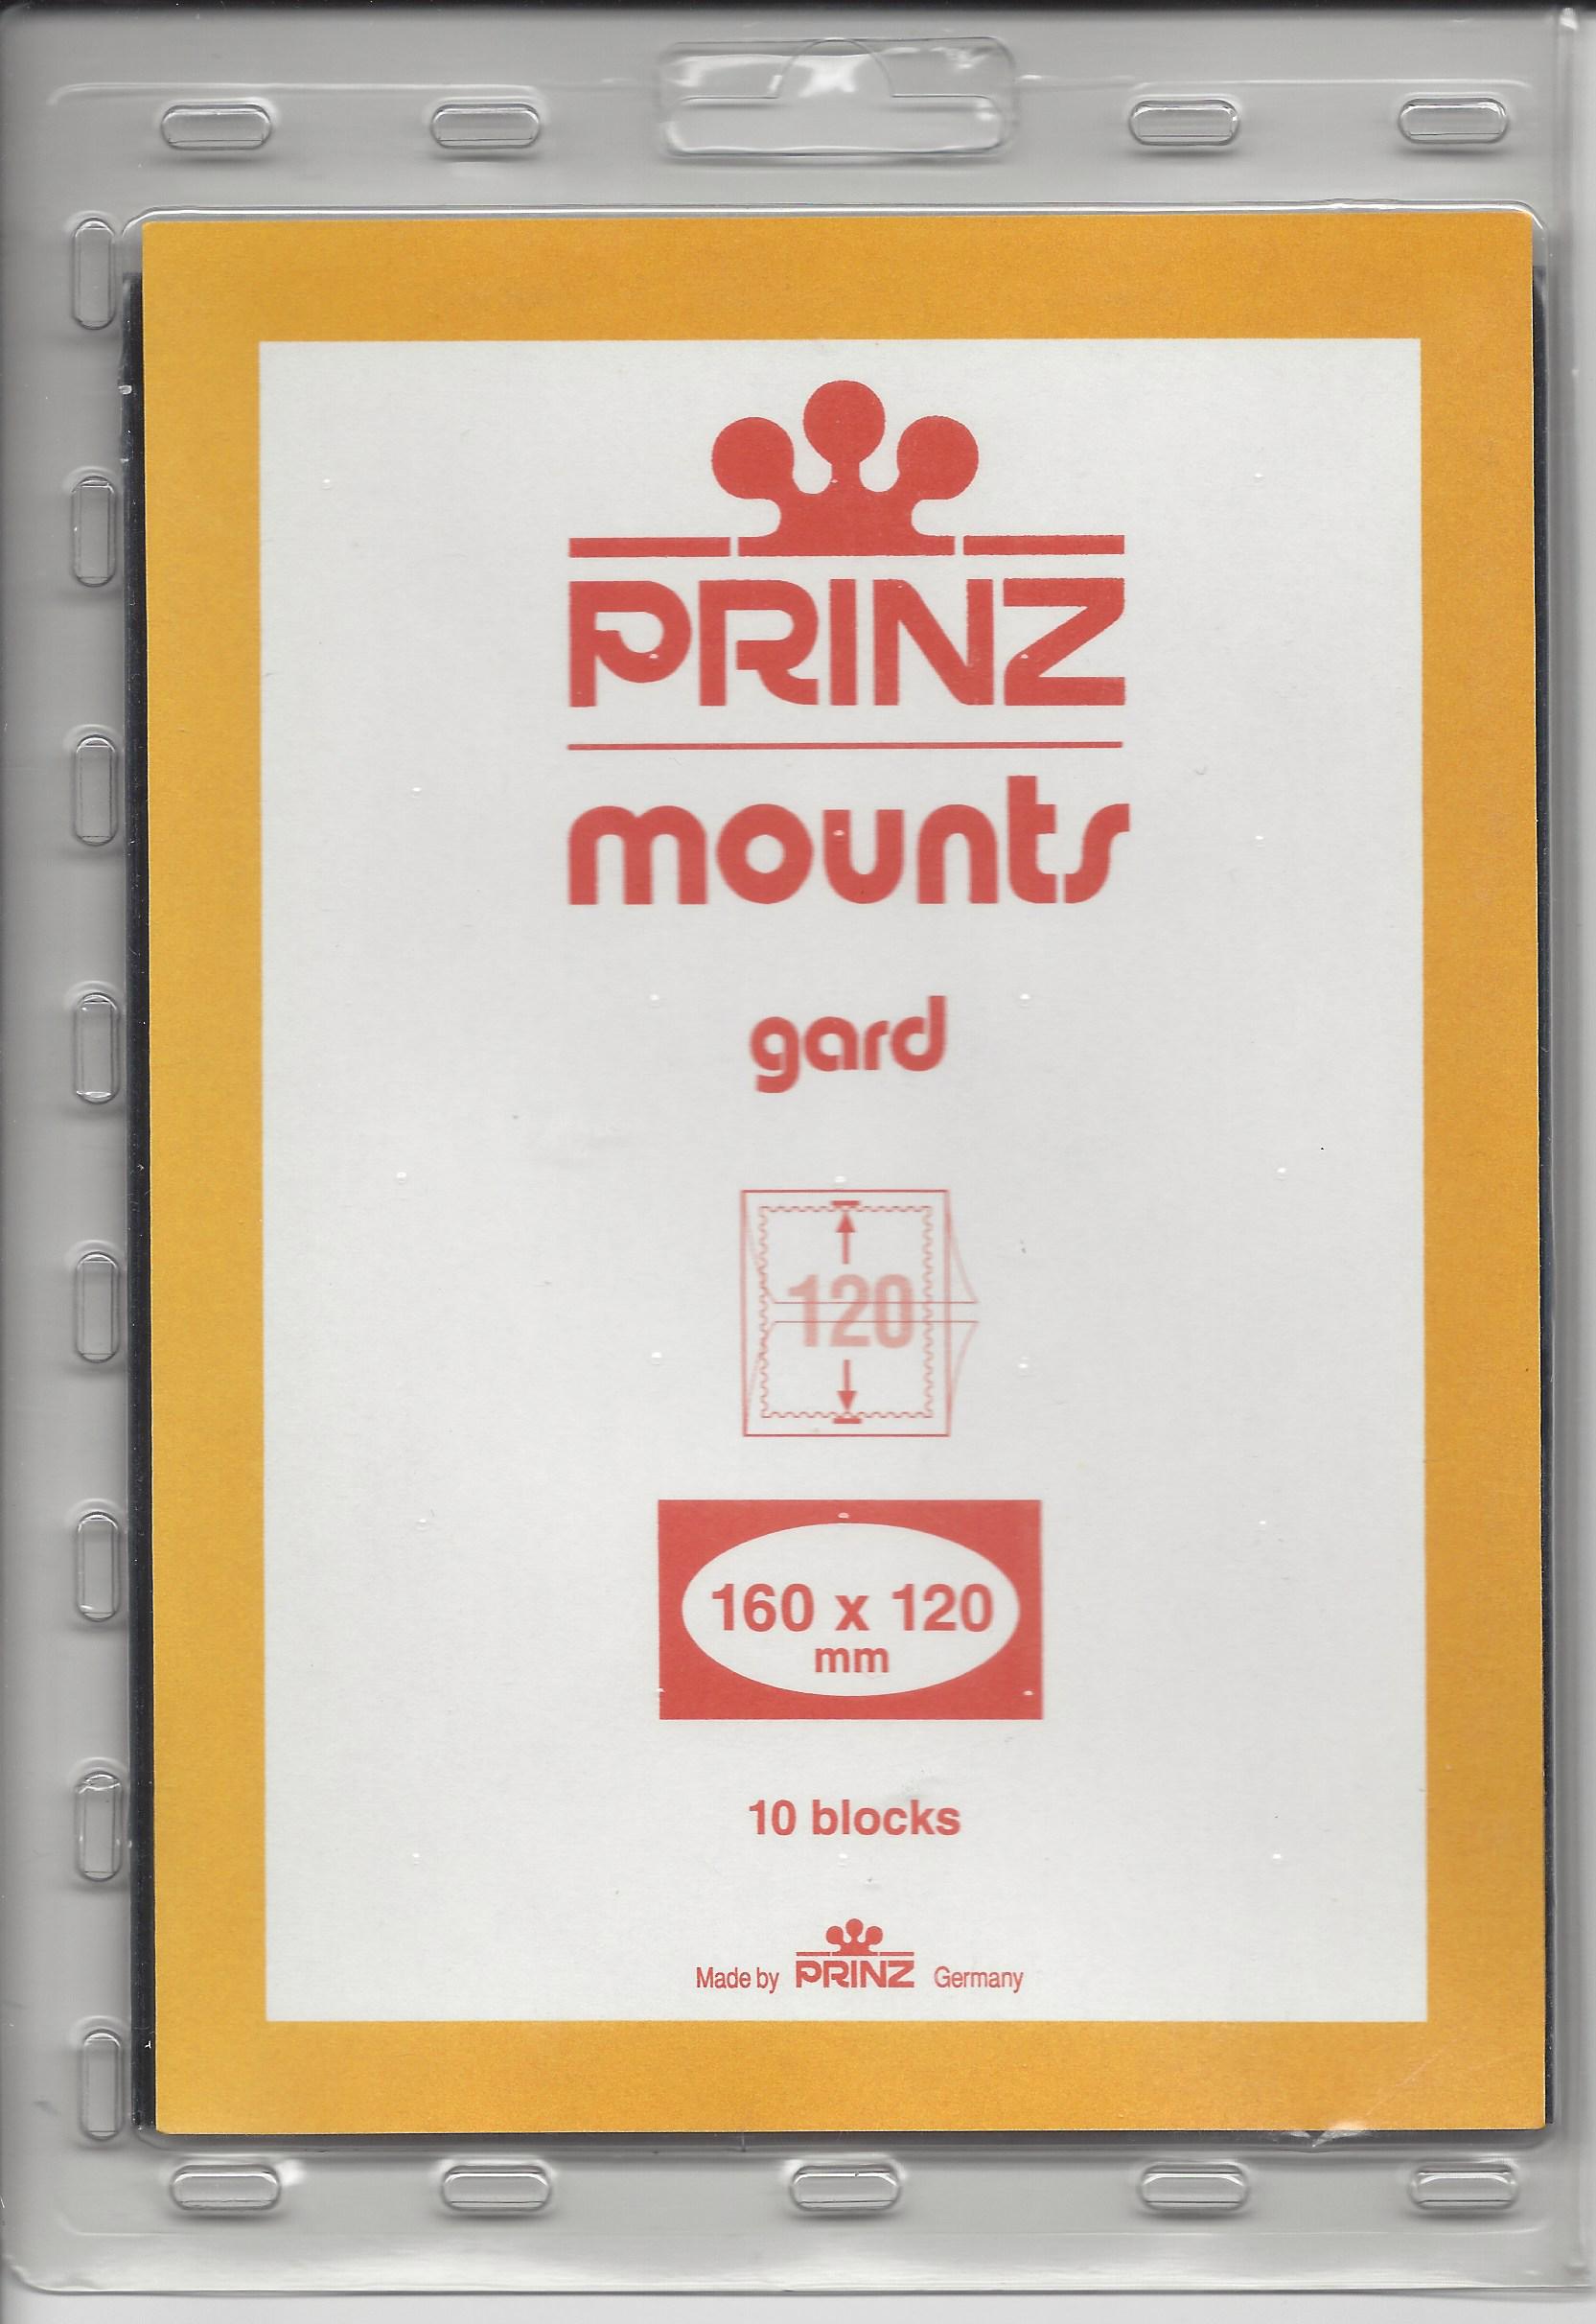 PRINZ
mounts
gard
120
160 x 120
mm
10 blocks
Made by PRINZ Germany